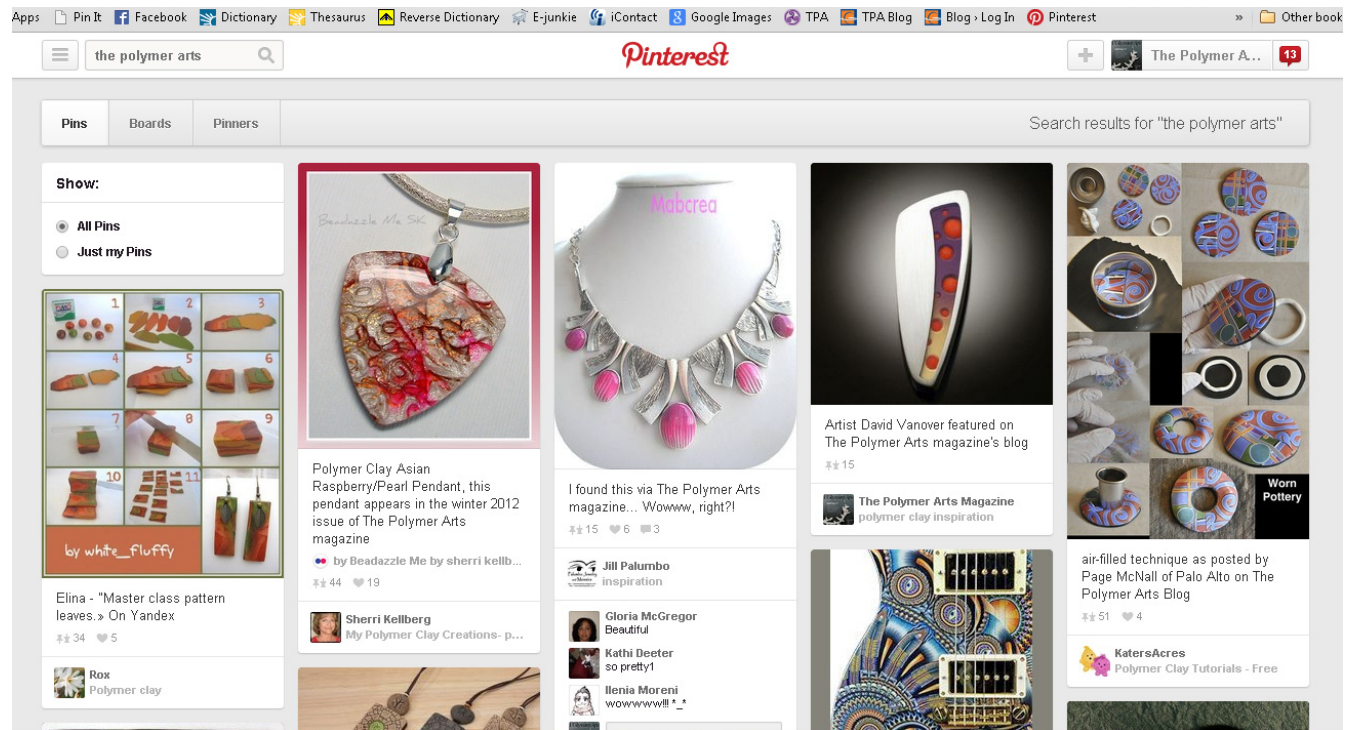 Apps Pin It Facebook Dictionary Thesaurus Reverse Dictionary E-junkie iContact Google Images TPA TPA Blog Blog › Log In Pinterest » Other book
the polymer arts
Pinterest
The Polymer A... 13
Pins Boards Pinners
Search results for "the polymer arts"
Show:
All Pins
Just my Pins
1 2 3
4 5 6
7 8 9
10 11
by white_fluffy
Elina - "Master class pattern
leaves.» On Yandex
34 5
Rox
Polymer clay
Beadazzle Me SK
Polymer Clay Asian
Raspberry/Pearl Pendant, this
pendant appears in the winter 2012
issue of The Polymer Arts
magazine
by Beadazzle Me by sherri kellb...
44 19
Sherri Kellberg
My Polymer Clay Creations- p...
Mabcrea
I found this via The Polymer Arts
magazine... Wowww, right?!
15 6 3
Jill Palumbo
inspiration
Gloria McGregor
Beautiful
Kathi Deeter
so pretty1
Ilenia Moreni
wowwww!!! *_*
Artist David Vanover featured on
The Polymer Arts magazine's blog
15
The Polymer Arts Magazine
polymer clay inspiration
Worn
Pottery
air-filled technique as posted by
Page McNall of Palo Alto on The
Polymer Arts Blog
51 4
KatersAcres
Polymer Clay Tutorials - Free